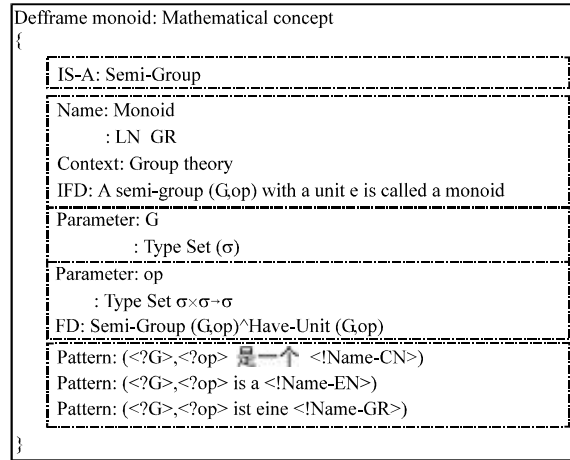 Defframe monoid: Mathematical concept
{
IS-A: Semi-Group
Name: Monoid
: LN GR
Context: Group theory
IFD: A semi-group (G,op) with a unit e is called a monoid
Parameter: G
: Type Set (σ)
Parameter: op
: Type Set σ×σ→σ
FD: Semi-Group (G,op)^Have-Unit (G,op)
Pattern: (<?G>,<?op> 是一个 <!Name-CN>)
Pattern: (<?G>,<?op> is a <!Name-EN>)
Pattern: (<?G>,<?op> ist eine <!Name-GR>)
}